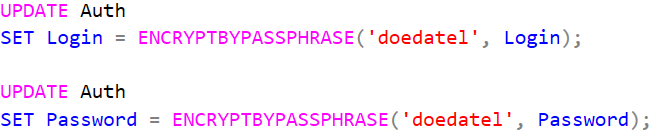 UPDATE Auth
SET Login = ENCRYPTBYPASSPHRASE('doedatel', Login);
UPDATE Auth
SET Password = ENCRYPTBYPASSPHRASE('doedatel', Password);